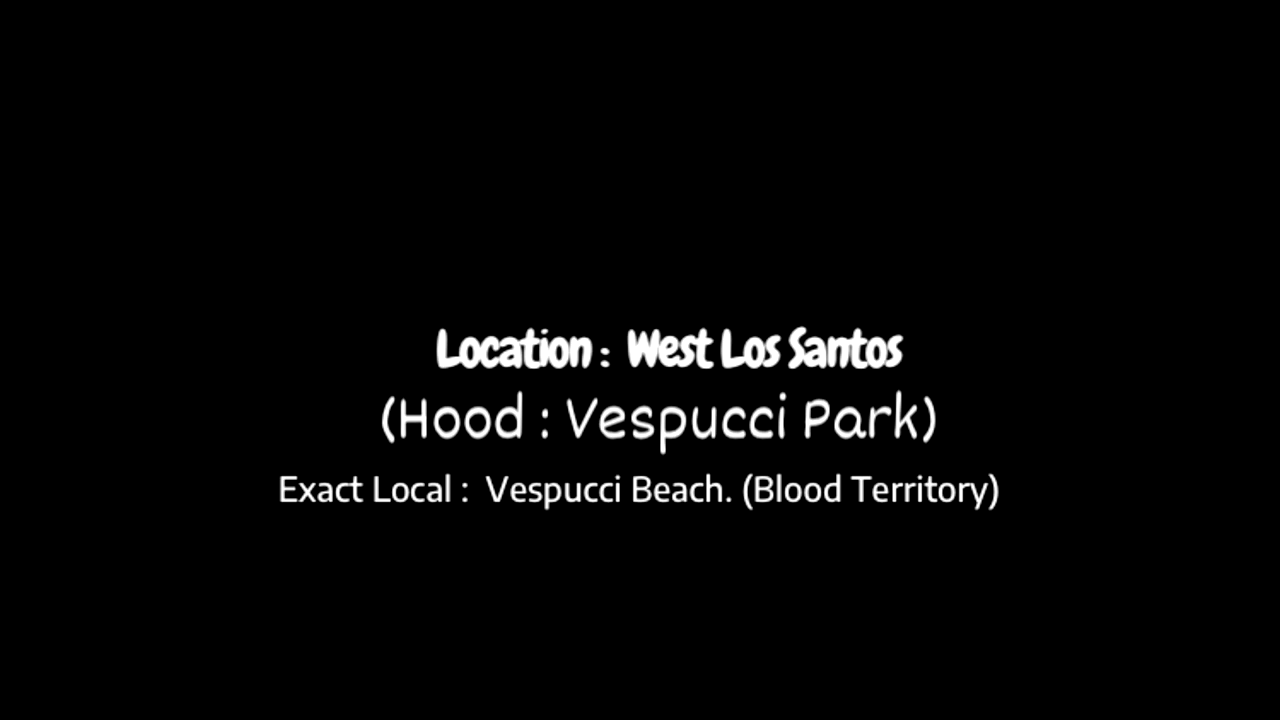 Location : West Los Santos
(Hood : Vespucci Park)
Exact Local : Vespucci Beach. (Blood Territory)